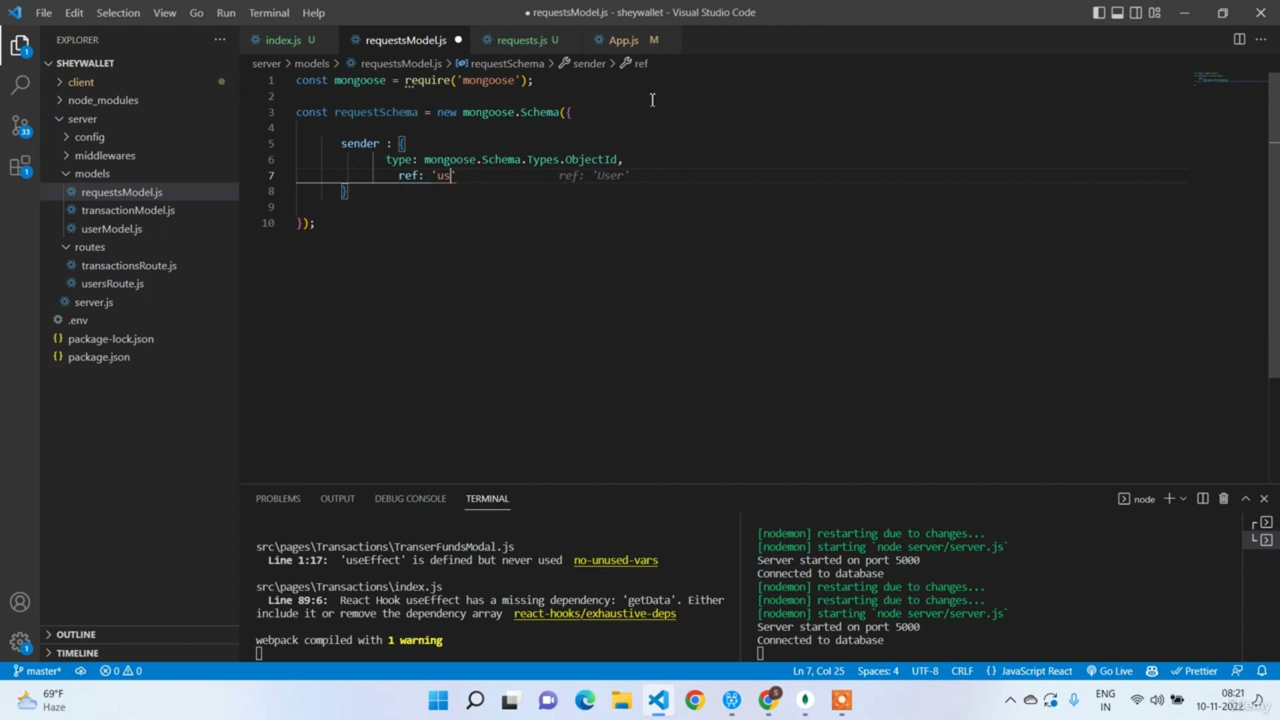 File Edit Selection View Go Run Terminal Help
● requestsModel.js - sheywallet - Visual Studio Code
EXPLORER ···
index.js U requestsModel.js ● requests.js U App.js M
SHEYWALLET
client
node_modules
server
config
middlewares
models
requestsModel.js
transactionModel.js
userModel.js
routes
transactionsRoute.js
usersRoute.js
server.js
.env
package-lock.json
package.json
OUTLINE
TIMELINE
1
33
1
1
server > models > requestsModel.js > requestSchema > sender > ref
1 const mongoose = require('mongoose');
2
3 const requestSchema = new mongoose.Schema({
4
5 sender : {
6 type: mongoose.Schema.Types.ObjectId,
7 ref: 'us' ref: 'User'
8 }
9
10 });
PROBLEMS OUTPUT DEBUG CONSOLE TERMINAL
node
src\pages\Transactions\TranserFundsModal.js
Line 1:17: 'useEffect' is defined but never used no-unused-vars
src\pages\Transactions\index.js
Line 89:6: React Hook useEffect has a missing dependency: 'getData'. Either
include it or remove the dependency array react-hooks/exhaustive-deps
webpack compiled with 1 warning
[nodemon] restarting due to changes...
[nodemon] starting `node server/server.js`
Server started on port 5000
Connected to database
[nodemon] restarting due to changes...
[nodemon] restarting due to changes...
[nodemon] starting `node server/server.js`
Server started on port 5000
Connected to database
master* 0 0 Ln 7, Col 25 Spaces: 4 UTF-8 CRLF {} JavaScript React Go Live Prettier
69°F
Haze
ENG
IN
08:21
10-11-2022